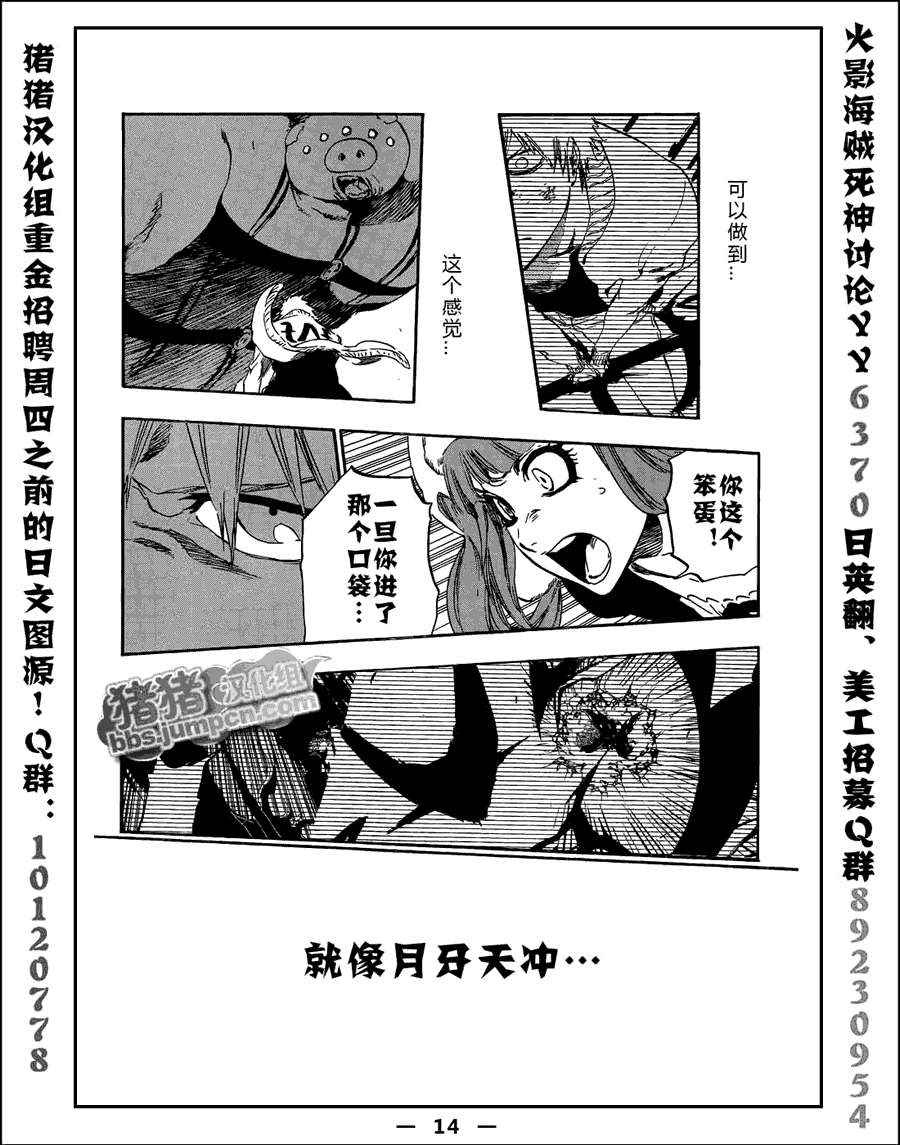 火影海贼死神讨论YY6370日英翻、美工招募Q群89230954
可以做到…
这个感觉…
你这个
笨蛋！
一旦你进了
那个口袋…
就像月牙天冲…
猪猪汉化组
bbs.jumpcn.com
猪猪汉化组重金招聘周四之前的日文图源！Q群：10120778
— 14 —